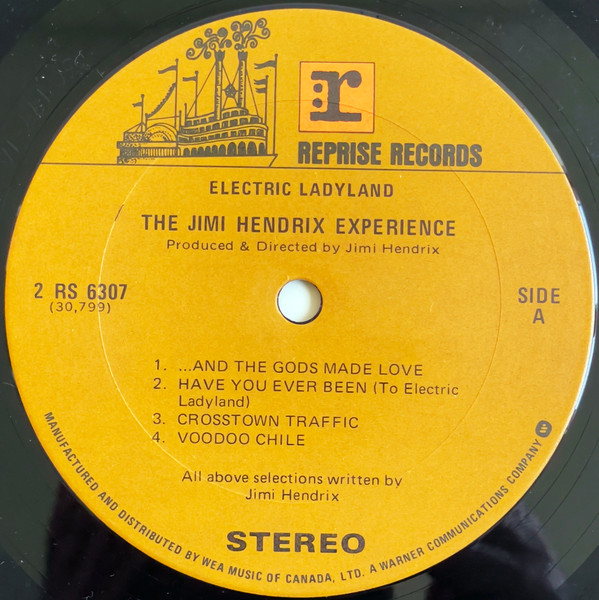 r:
REPRISE RECORDS
ELECTRIC LADYLAND
THE JIMI HENDRIX EXPERIENCE
Produced & Directed by Jimi Hendrix
2 RS 6307
(30,799)
SIDE
A
1. ...AND THE GODS MADE LOVE
2. HAVE YOU EVER BEEN (To Electric
Ladyland)
3. CROSSTOWN TRAFFIC
4. VOODOO CHILE
All above selections written by
Jimi Hendrix
STEREO
MANUFACTURED AND DISTRIBUTED BY WEA MUSIC OF CANADA, LTD. A WARNER COMMUNICATIONS COMPANY